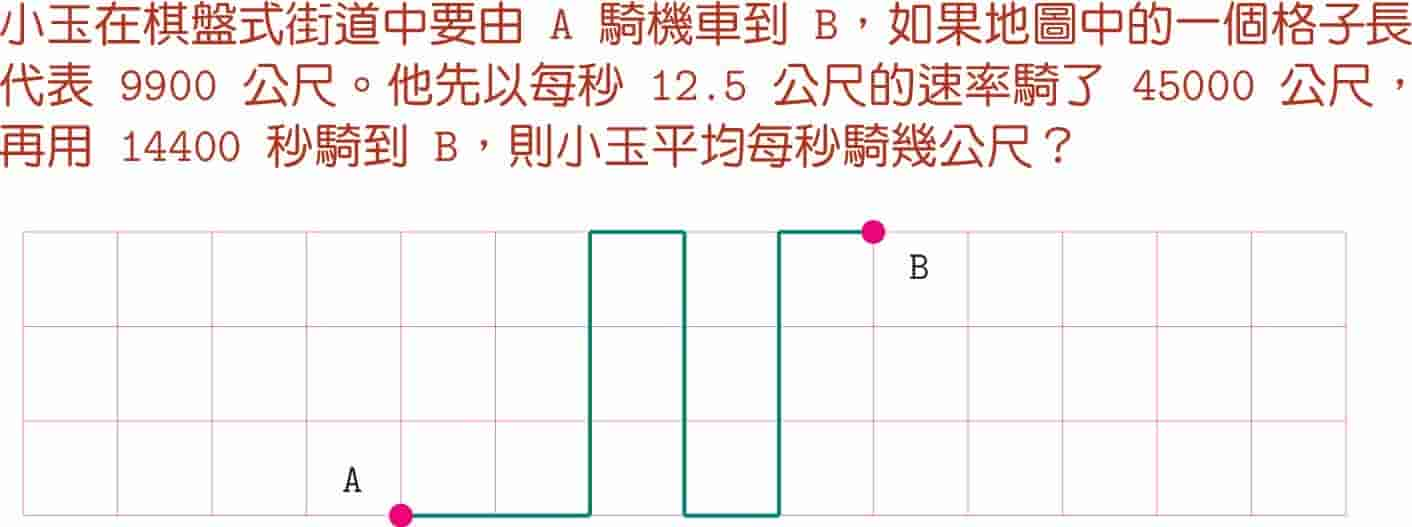 小玉在棋盤式街道中要由 A 騎機車到 B，如果地圖中的一個格子長
代表 9900 公尺。他先以每秒 12.5 公尺的速率騎了 45000 公尺，
再用 14400 秒騎到 B，則小玉平均每秒騎幾公尺？
B
A